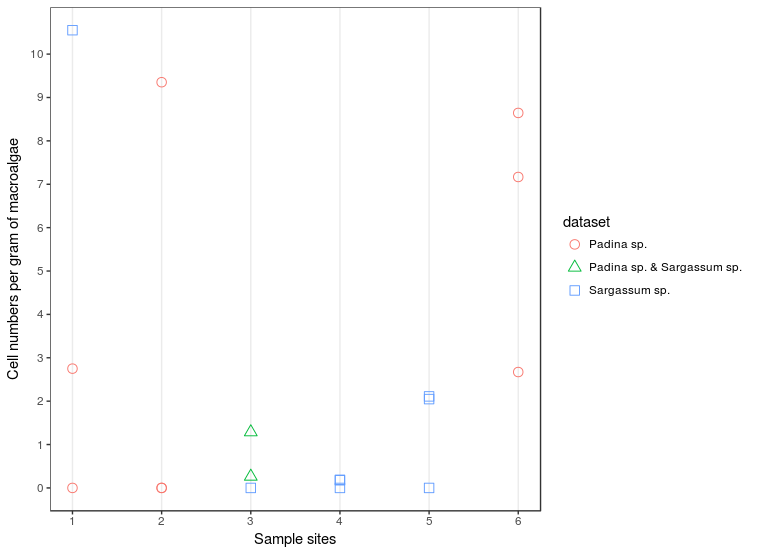 10
9
8
7
6
5
4
3
2
1
0
Cell numbers per gram of macroalgae
1 2 3 4 5 6
Sample sites
dataset
Padina sp.
Padina sp. & Sargassum sp.
Sargassum sp.